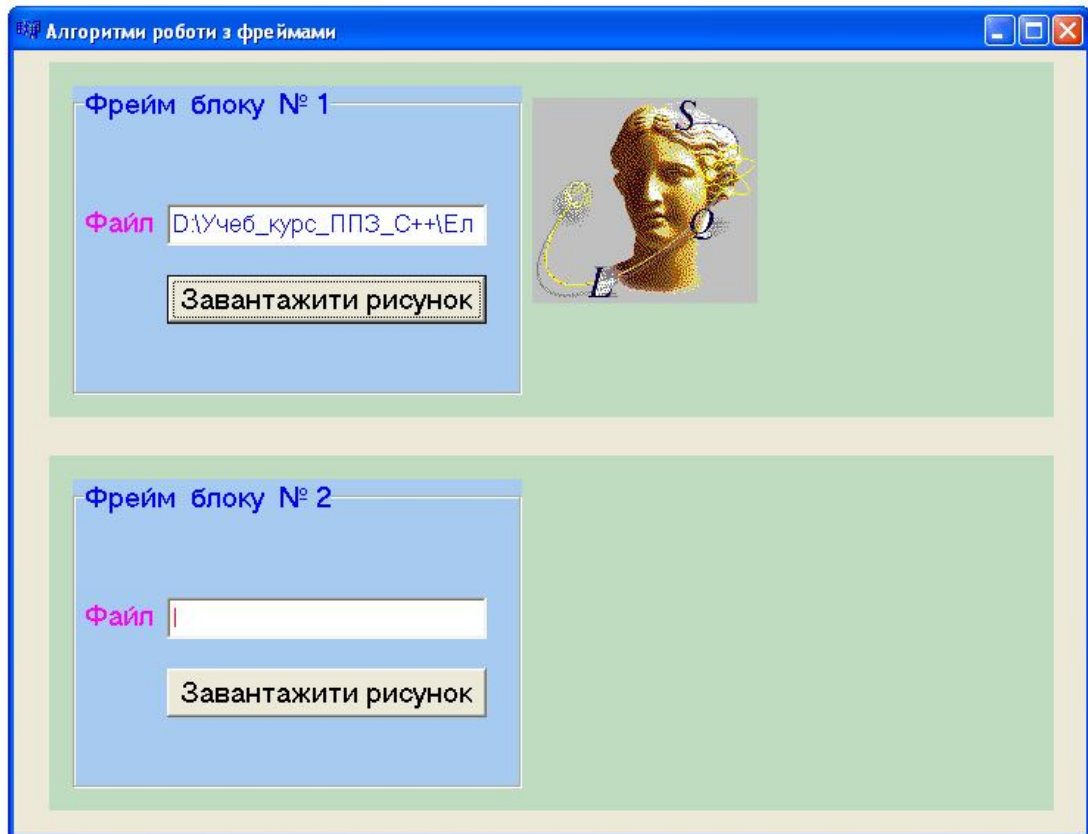 Алгоритми роботи з фреймами
Фрейм блоку № 1
Файл D:\Учеб_курс_ППЗ_С++\Ел
Завантажити рисунок
S
Q
L
Фрейм блоку № 2
Файл
Завантажити рисунок